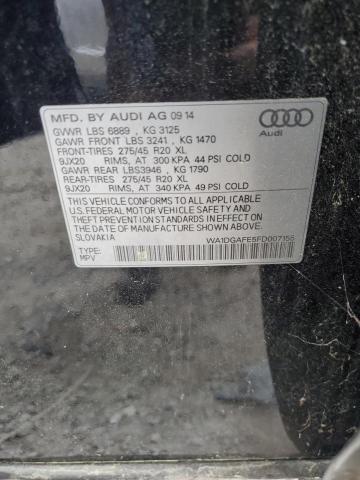 MFD. BY AUDI AG 09 14
GVWR LBS 6889 , KG 3125
GAWR FRONT LBS 3241 , KG 1470
FRONT-TIRES 275/45 R20 XL
9JX20 RIMS, AT 300 KPA 44 PSI COLD
GAWR REAR LBS3946 , KG 1790
REAR-TIRES 275/45 R20 XL
9JX20 RIMS, AT 340 KPA 49 PSI COLD
THIS VEHICLE CONFORMS TO ALL APPLICABLE
U.S. FEDERAL MOTOR VEHICLE SAFETY AND
THEFT PREVENTION STANDARDS IN EFFECT ON
THE DATE OF MANUFACTURE SHOWN ABOVE.
SLOVAKIA
WA1DGAFE5FD007155
TYPE:
MPV